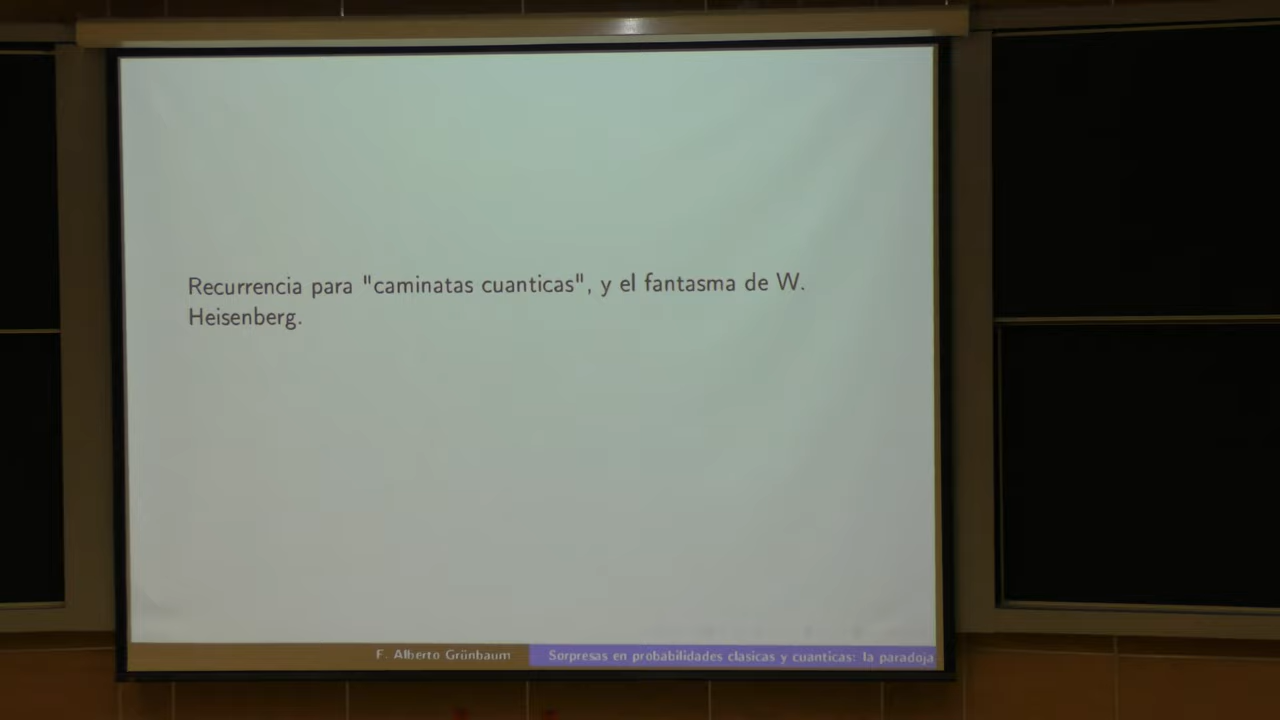 Recurrencia para "caminatas cuanticas", y el fantasma de W.
Heisenberg.
F. Alberto Grünbaum
Sorpresas en probabilidades clasicas y cuanticas: la paradoja